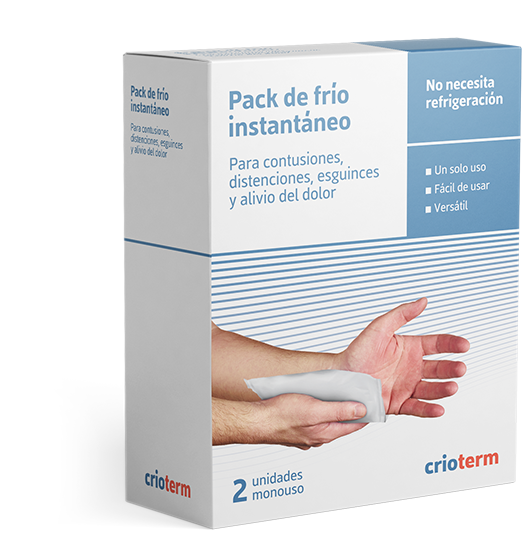 Pack de frío
instantáneo
Para contusiones,
distenciones, esguinces
y alivio del dolor
crioterm
Pack de frío
instantáneo
Para contusiones,
distenciones, esguinces
y alivio del dolor
No necesita
refrigeración
Un solo uso
Fácil de usar
Versátil
2 unidades
monouso
crioterm